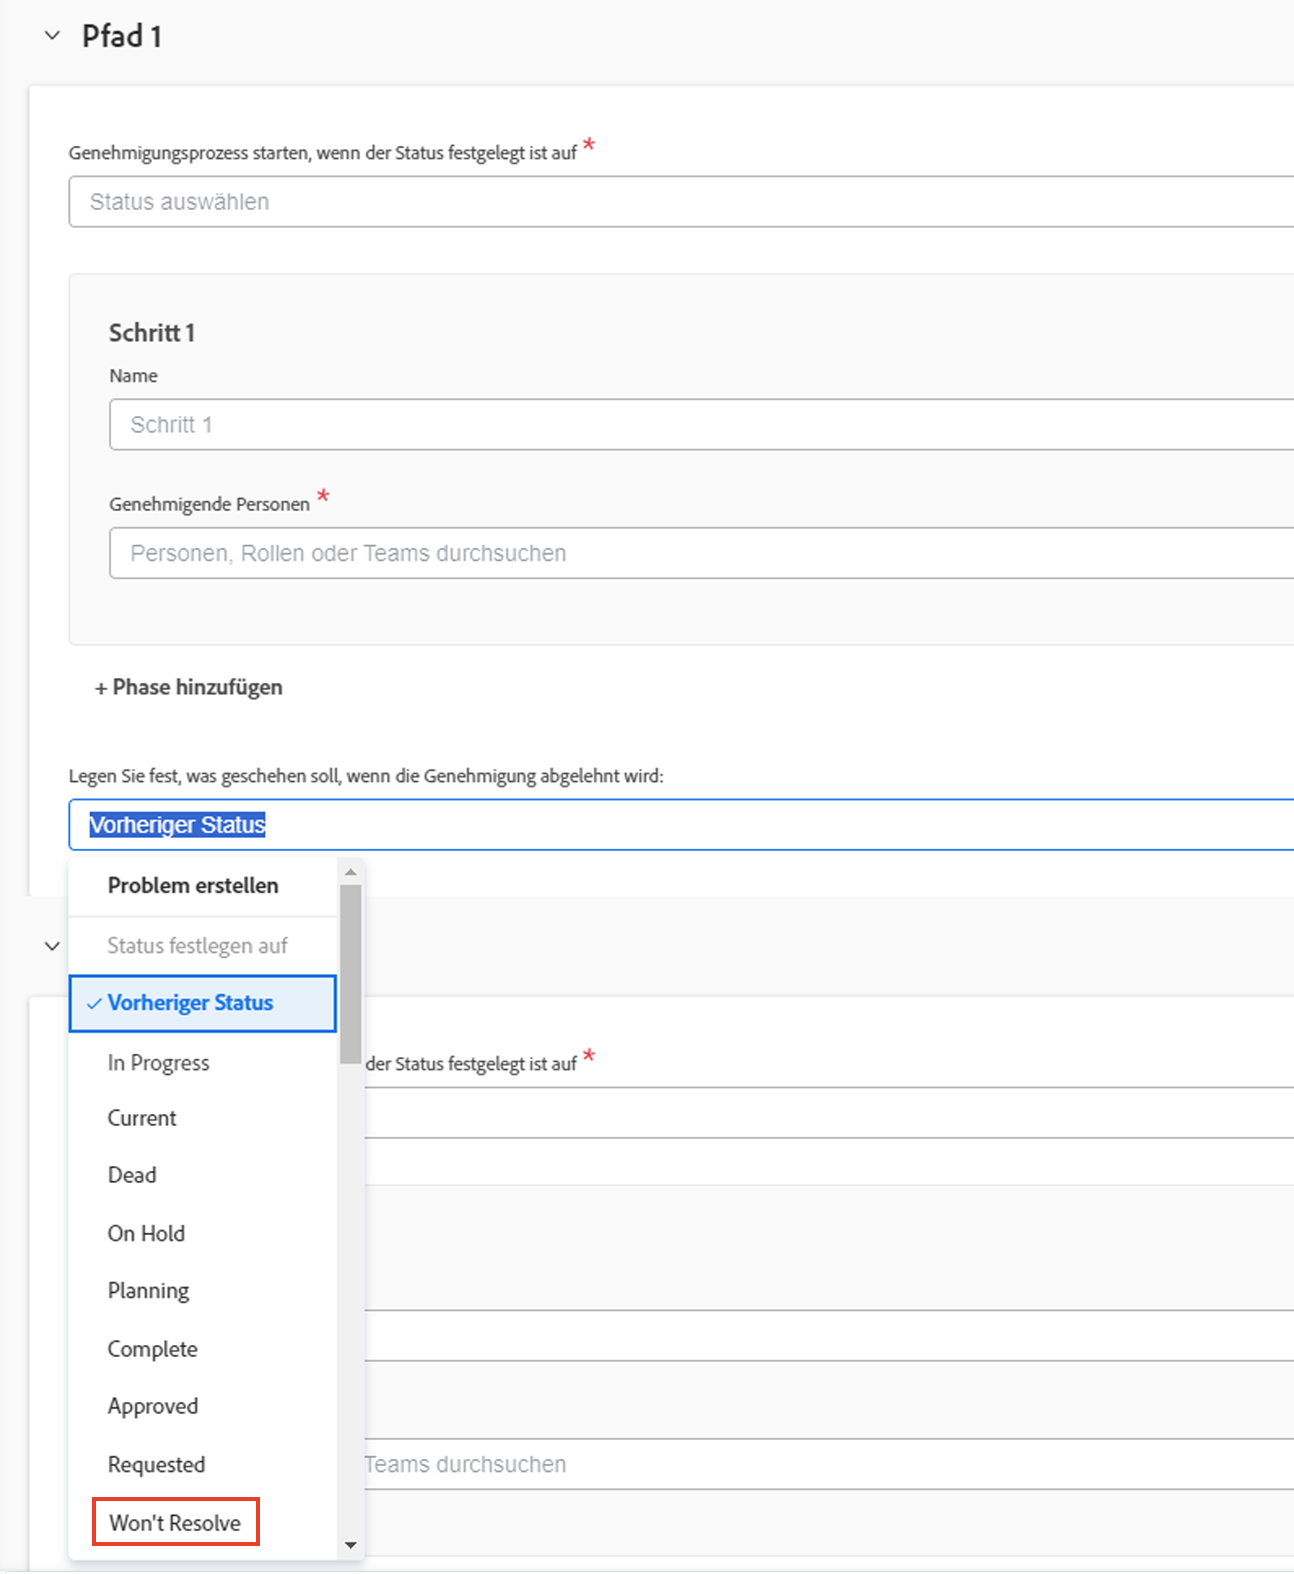 Pfad 1
Genehmigungsprozess starten, wenn der Status festgelegt ist auf *
Status auswählen
Schritt 1
Name
Schritt 1
Genehmigende Personen *
Personen, Rollen oder Teams durchsuchen
+ Phase hinzufügen
Legen Sie fest, was geschehen soll, wenn die Genehmigung abgelehnt wird:
Vorheriger Status
Problem erstellen
Status festlegen auf
Vorheriger Status
In Progress
der Status festgelegt ist auf *
Current
Dead
On Hold
Planning
Complete
Approved
Requested
Teams durchsuchen
Won't Resolve